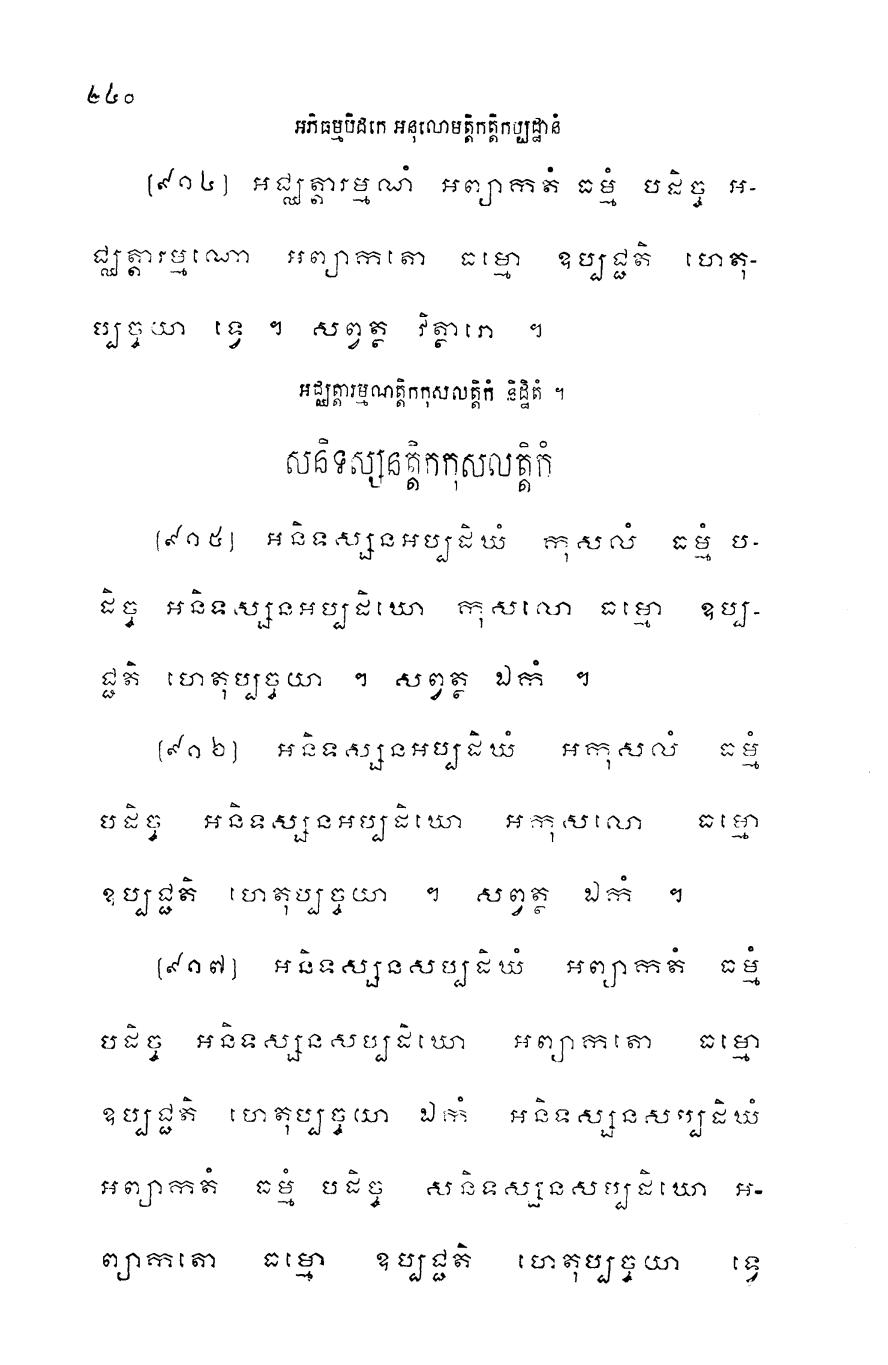 ២៤០
អភិធម្មបិដកេ អនុលោមត្តិកត្តិកប្បដ្ឋានំ
(៩១៤) អជ្ឈត្តារម្មណំ អព្យាកតំ ធម្មំ បដិច្ច អ-
ជ្ឈត្តារម្មណោ អព្យាកតោ ធម្មោ ឧប្បជ្ជតិ ហេតុ-
ប្បច្ចយា ទ្វេ ។ សព្វត្ថ វិត្ថារោ ។
អជ្ឈត្តារម្មណត្តិកកុសលត្តិកំ និដ្ឋិតំ ។
សនិទស្សនត្តិកកុសលត្តិកំ
(៩១៥) អនិទស្សនអប្បដិឃំ កុសលំ ធម្មំ ប-
ដិច្ច អនិទស្សនអប្បដិឃោ កុសលោ ធម្មោ ឧប្ប-
ជ្ជតិ ហេតុប្បច្ចយា ។ សព្វត្ថ ឯកំ ។
(៩១៦) អនិទស្សនអប្បដិឃំ អកុសលំ ធម្មំ
បដិច្ច អនិទស្សនអប្បដិឃោ អកុសលោ ធម្មោ
ឧប្បជ្ជតិ ហេតុប្បច្ចយា ។ សព្វត្ថ ឯកំ ។
(៩១៧) អនិទស្សនសប្បដិឃំ អព្យាកតំ ធម្មំ
បដិច្ច អនិទស្សនសប្បដិឃោ អព្យាកតោ ធម្មោ
ឧប្បជ្ជតិ ហេតុប្បច្ចយា ឯកំ អនិទស្សនសប្បដិឃំ
អព្យាកតំ ធម្មំ បដិច្ច សនិទស្សនសប្បដិឃោ អ-
ព្យាកតោ ធម្មោ ឧប្បជ្ជតិ ហេតុប្បច្ចយា ទ្វេ